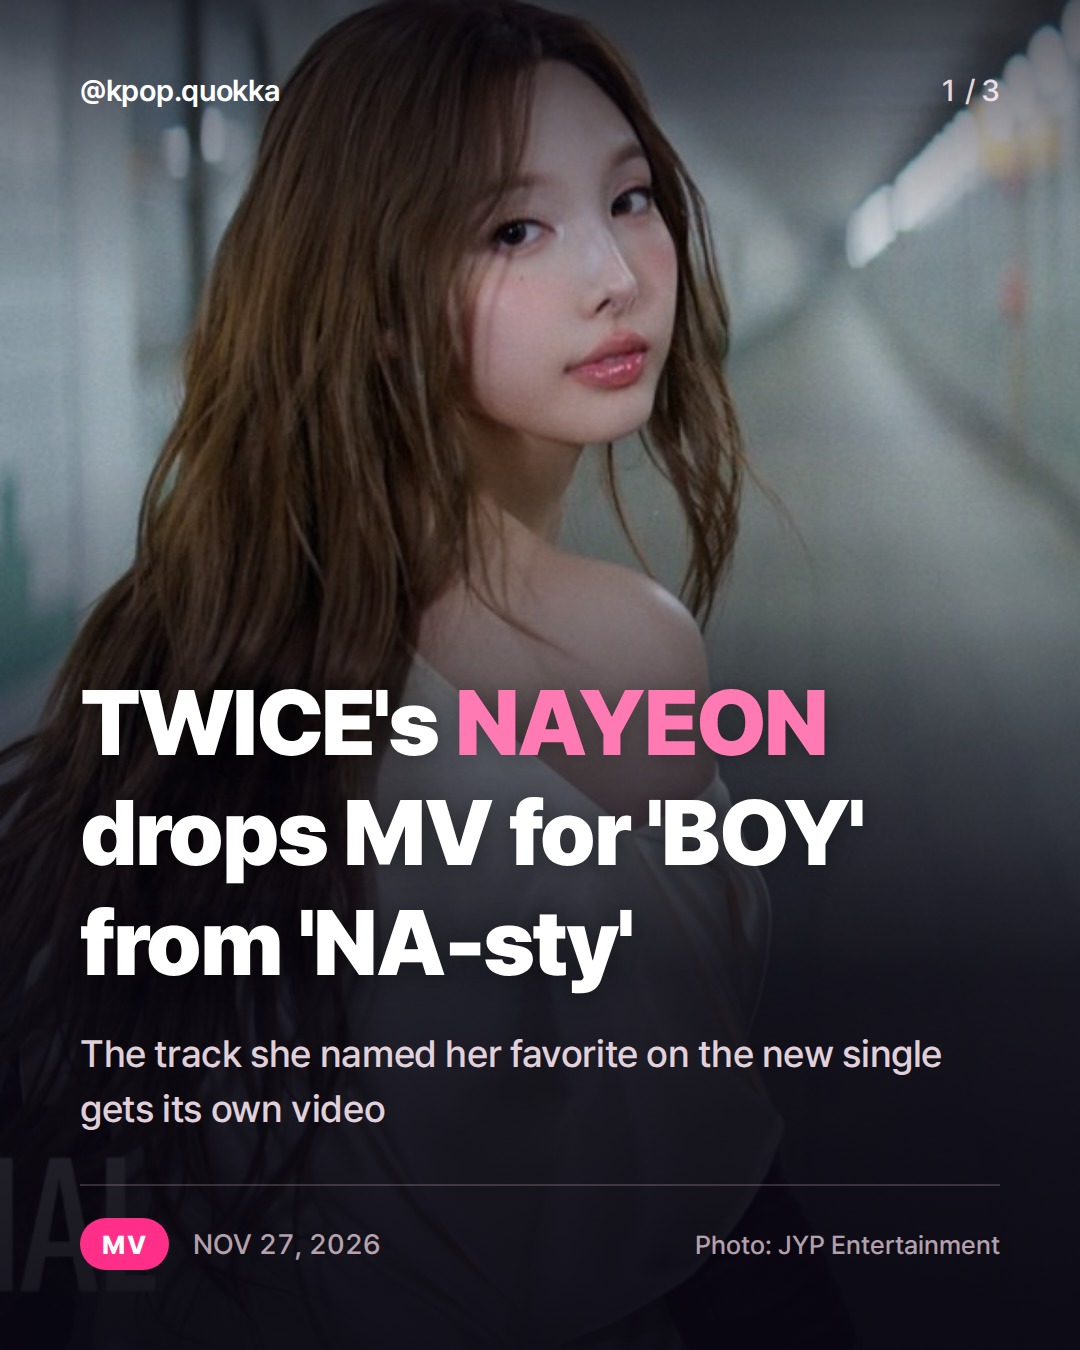 @kpop.quokka
1 / 3
TWICE's NAYEON
drops MV for 'BOY'
from 'NA-sty'
The track she named her favorite on the new single
gets its own video
MV
NOV 27, 2026
Photo: JYP Entertainment